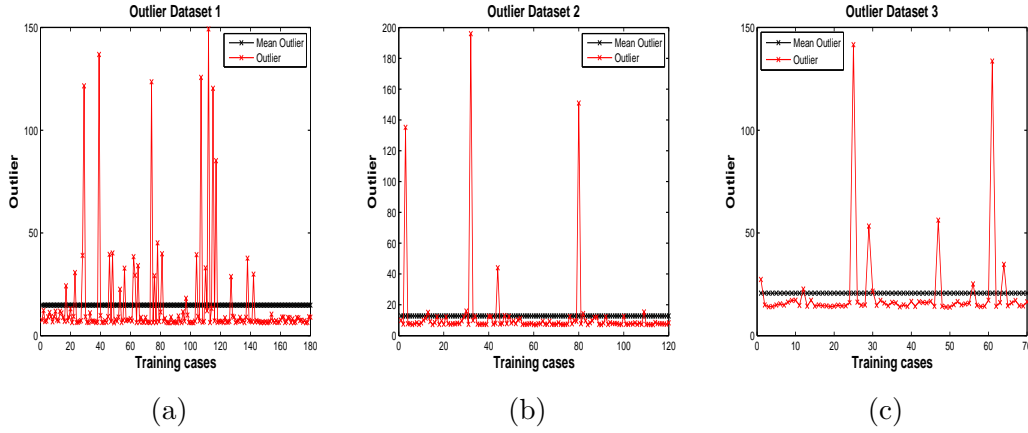 Outlier Dataset 1
150
100
50
0
Outlier
0 20 40 60 80 100 120 140 160 180
Training cases
Mean Outlier
Outlier
(a)
Outlier Dataset 2
200
180
160
140
120
100
80
60
40
20
0
Outlier
0 20 40 60 80 100 120
Training cases
Mean Outlier
Outlier
(b)
Outlier Dataset 3
150
100
50
0
Outlier
0 10 20 30 40 50 60 70
Training cases
Mean Outlier
Outlier
(c)